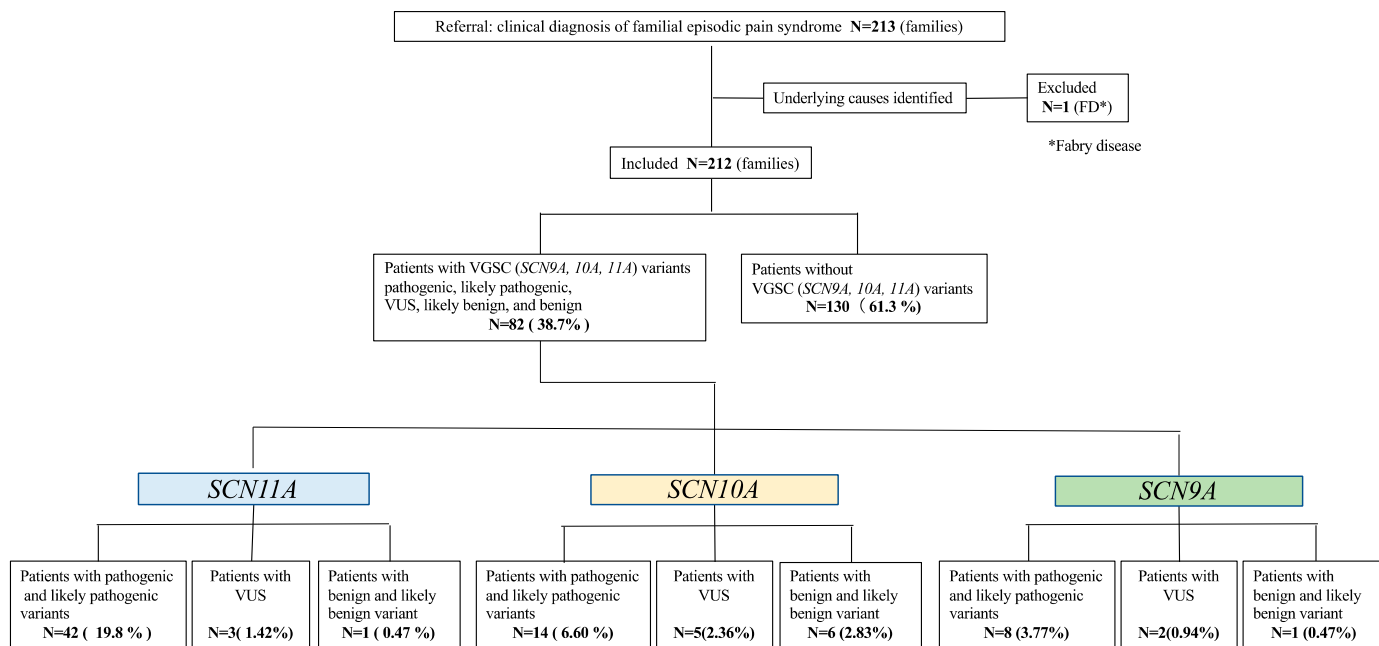 Referral: clinical diagnosis of familial episodic pain syndrome N=213 (families)
Underlying causes identified
Excluded
N=1 (FD*)
*Fabry disease
Included N=212 (families)
Patients with VGSC (SCN9A, 10A, 11A) variants
pathogenic, likely pathogenic,
VUS, likely benign, and benign
N=82 ( 38.7% )
Patients without
VGSC (SCN9A, 10A, 11A) variants
N=130 ( 61.3 %)
SCN11A
SCN10A
SCN9A
Patients with pathogenic
and likely pathogenic
variants
N=42 ( 19.8 % )
Patients with
VUS
N=3( 1.42%)
Patients with
benign and likely
benign variant
N=1 ( 0.47 %)
Patients with pathogenic
and likely pathogenic
variants
N=14 ( 6.60 %)
Patients with
VUS
N=5(2.36%)
Patients with
benign and likely
benign variant
N=6 (2.83%)
Patients with pathogenic
and likely pathogenic
variants
N=8 (3.77%)
Patients with
VUS
N=2(0.94%)
Patients with
benign and likely
benign variant
N=1 (0.47%)